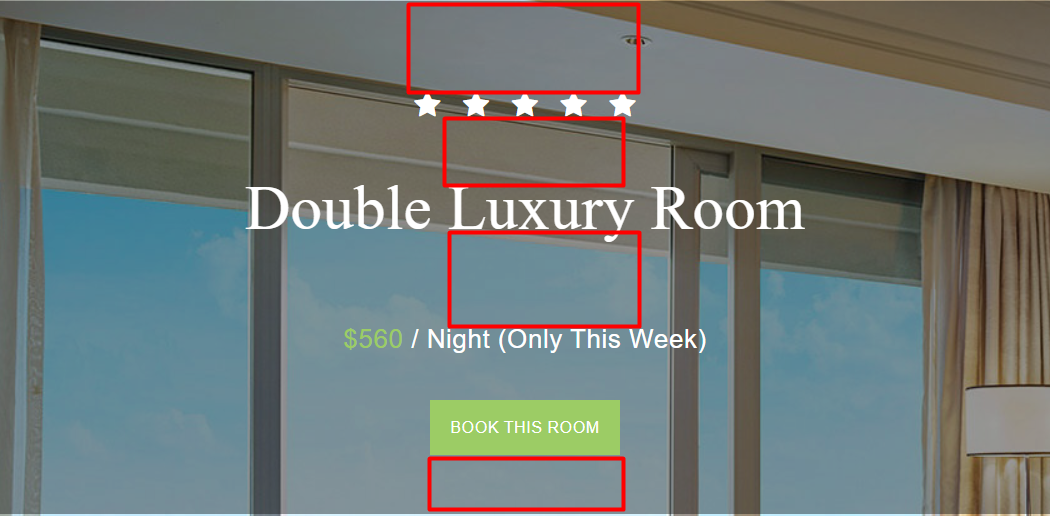 Double Luxury Room
$560 / Night (Only This Week)
BOOK THIS ROOM